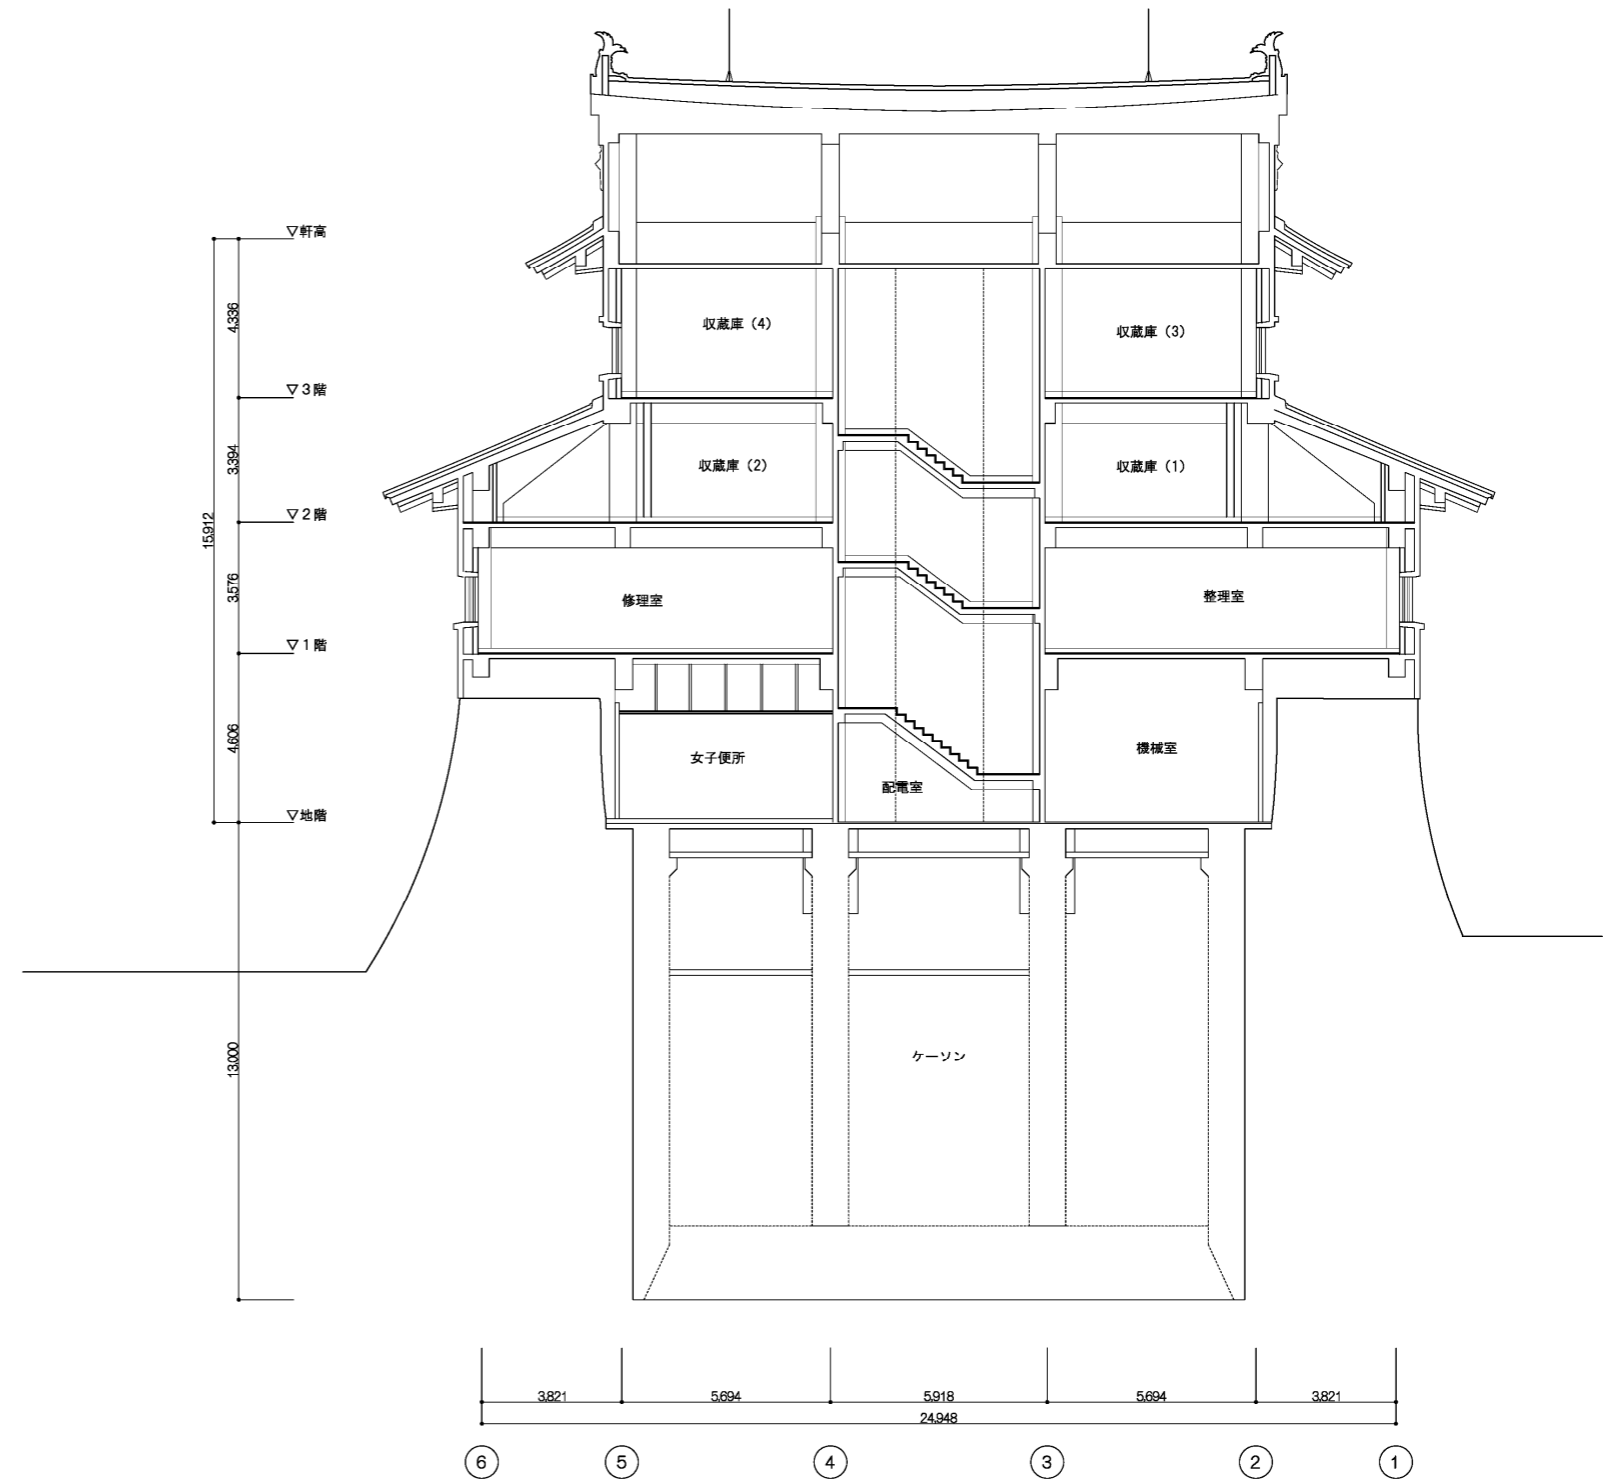 ▽軒高
4,336
収蔵庫（4）
収蔵庫（3）
▽3階
3,394
収蔵庫（2）
収蔵庫（1）
15,912
▽2階
3,576
修理室
整理室
▽1階
4,606
女子便所
機械室
配電室
▽地階
13,000
ケーソン
3,821 5,694 5,918 5,694 3,821
24,948
6 5 4 3 2 1